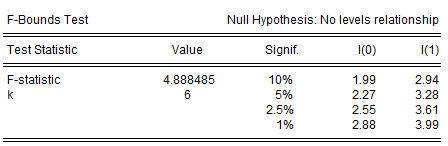 F-Bounds Test Null Hypothesis: No levels relationship
Test Statistic Value Signif. I(0) I(1)
F-statistic 4.888485 10% 1.99 2.94
k 6 5% 2.27 3.28
2.5% 2.55 3.61
1% 2.88 3.99